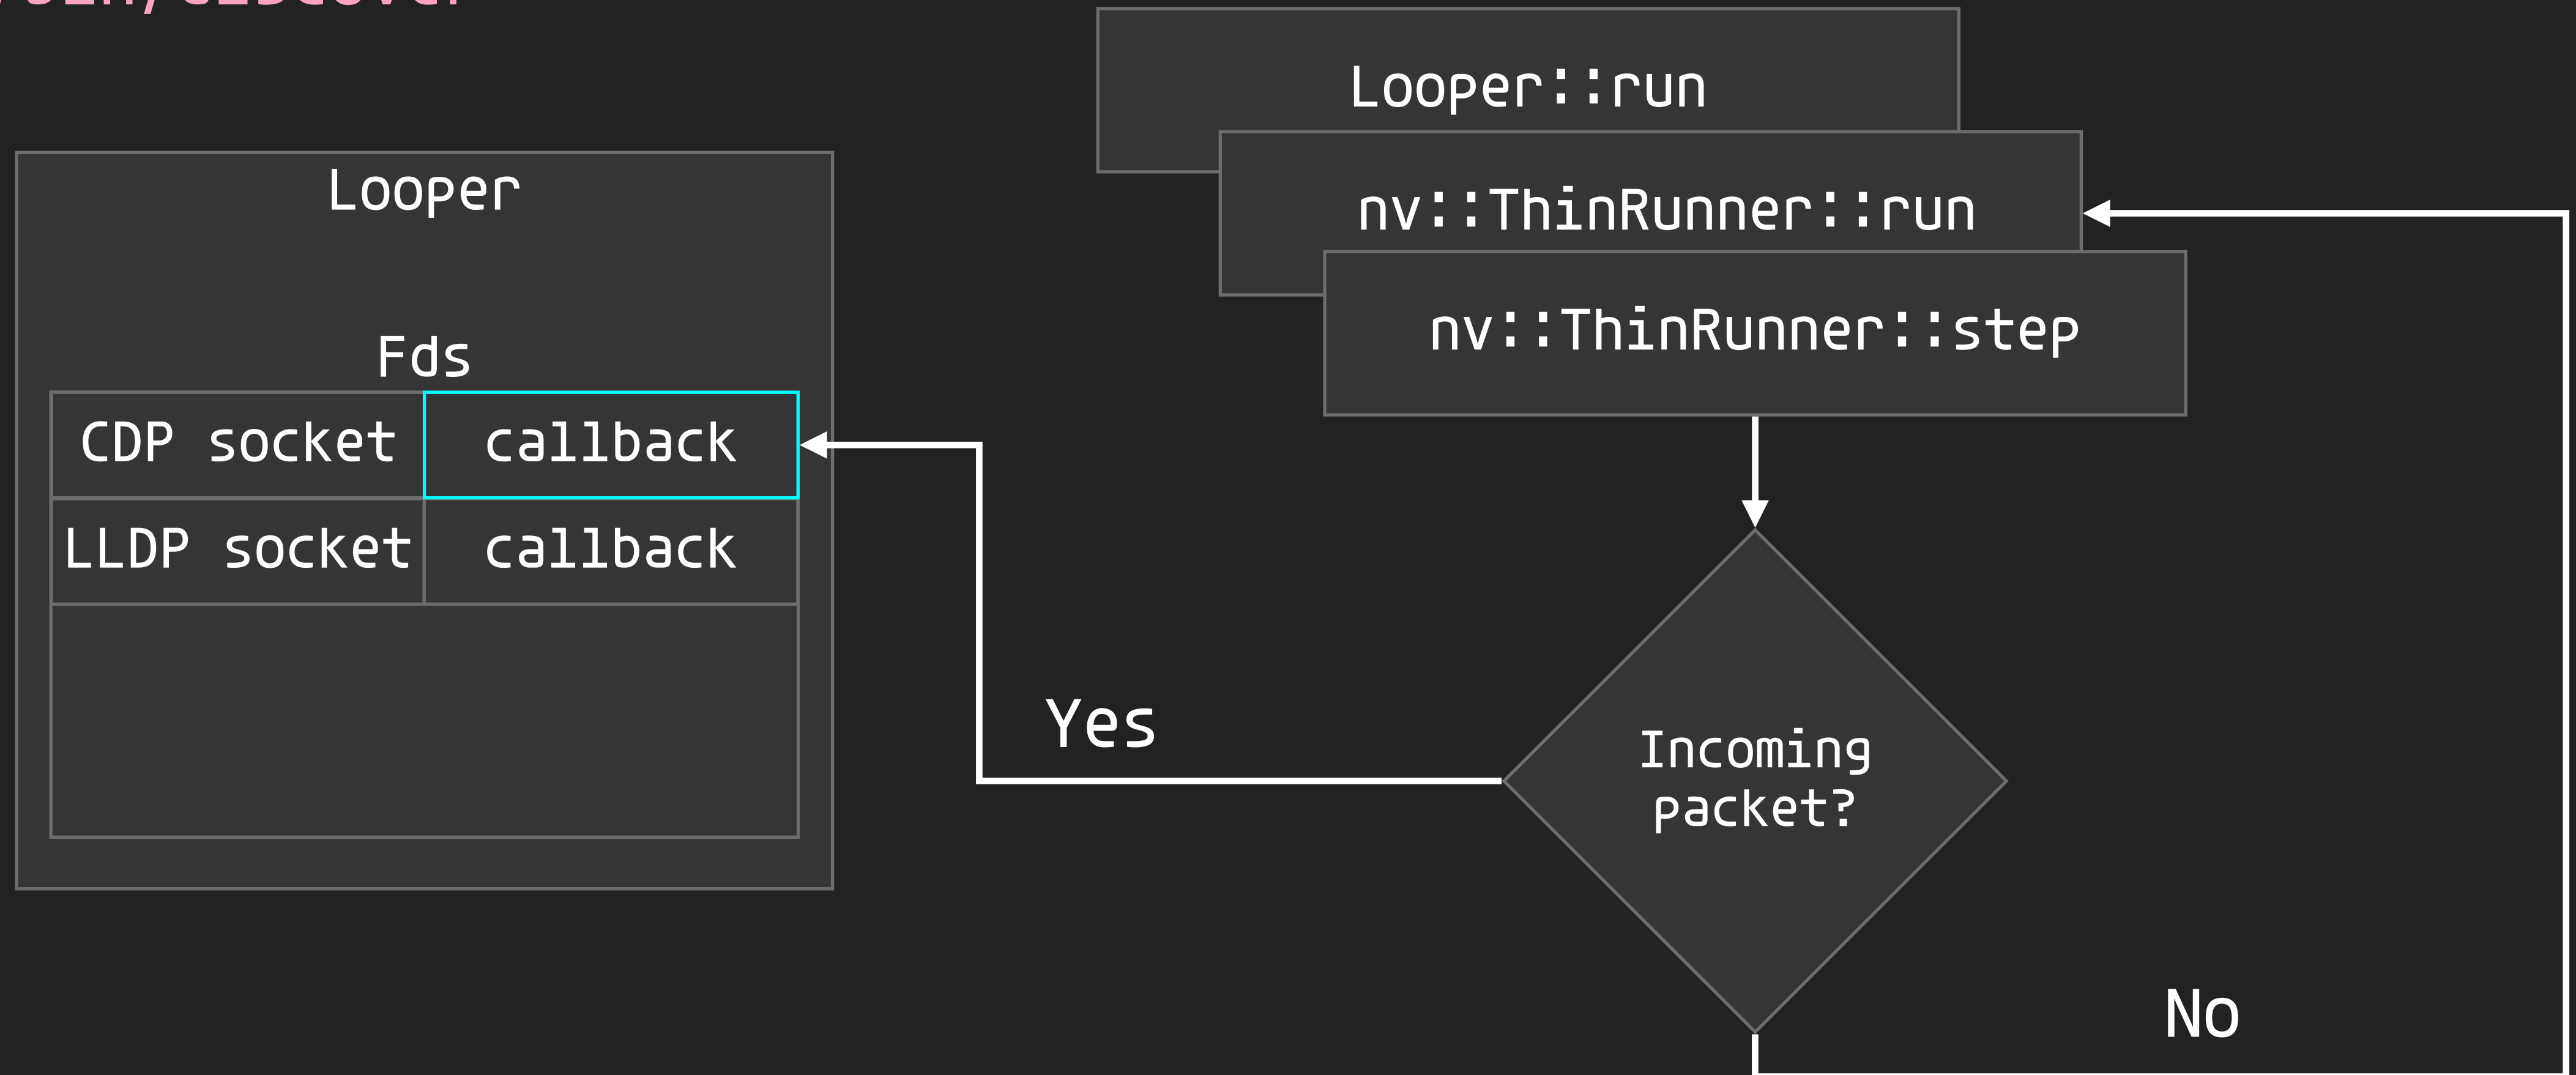 Looper::run
nv::ThinRunner::run
nv::ThinRunner::step
Looper
Fds
CDP socket callback
LLDP socket callback
Yes
Incoming
packet?
No